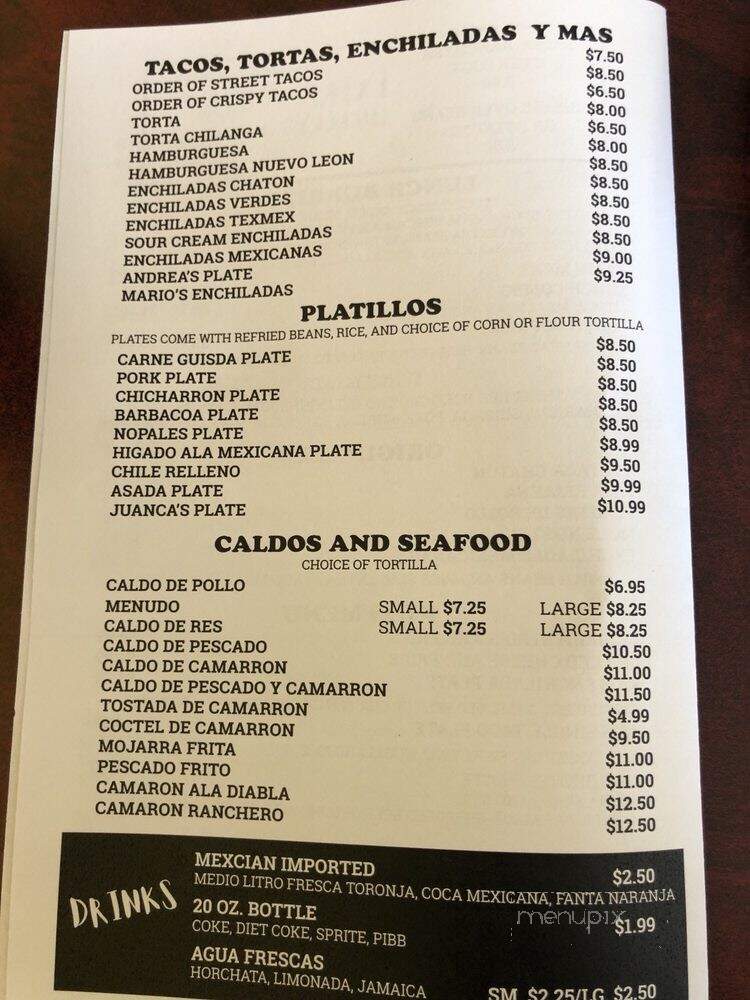 TACOS, TORTAS, ENCHILADAS Y MAS
ORDER OF STREET TACOS $7.50
ORDER OF CRISPY TACOS $8.50
TORTA $6.50
TORTA CHILANGA $8.00
HAMBURGUESA $6.50
HAMBURGUESA NUEVO LEON $8.00
ENCHILADAS CHATON $8.50
ENCHILADAS VERDES $8.50
ENCHILADAS TEXMEX $8.50
SOUR CREAM ENCHILADAS $8.50
ENCHILADAS MEXICANAS $8.50
ANDREA'S PLATE $9.00
MARIO'S ENCHILADAS $9.25
PLATILLOS
PLATES COME WITH REFRIED BEANS, RICE, AND CHOICE OF CORN OR FLOUR TORTILLA
CARNE GUISDA PLATE $8.50
PORK PLATE $8.50
CHICHARRON PLATE $8.50
BARBACOA PLATE $8.50
NOPALES PLATE $8.50
HIGADO ALA MEXICANA PLATE $8.99
CHILE RELLENO $9.50
ASADA PLATE $9.99
JUANCA'S PLATE $10.99
CALDOS AND SEAFOOD
CHOICE OF TORTILLA
CALDO DE POLLO $6.95
MENUDO SMALL $7.25 LARGE $8.25
CALDO DE RES SMALL $7.25 LARGE $8.25
CALDO DE PESCADO $10.50
CALDO DE CAMARRON $11.00
CALDO DE PESCADO Y CAMARRON $11.50
TOSTADA DE CAMARRON $4.99
COCTEL DE CAMARRON $9.50
MOJARRA FRITA $11.00
PESCADO FRITO $11.00
CAMARON ALA DIABLA $12.50
CAMARON RANCHERO $12.50
DRINKS
MEXCIAN IMPORTED $2.50
MEDIO LITRO FRESCA TORONJA, COCA MEXICANA, FANTA NARANJA
20 OZ. BOTTLE $1.99
COKE, DIET COKE, SPRITE, PIBB
AGUA FRESCAS
HORCHATA, LIMONADA, JAMAICA SM. $2.25/LG. $2.50
menupix